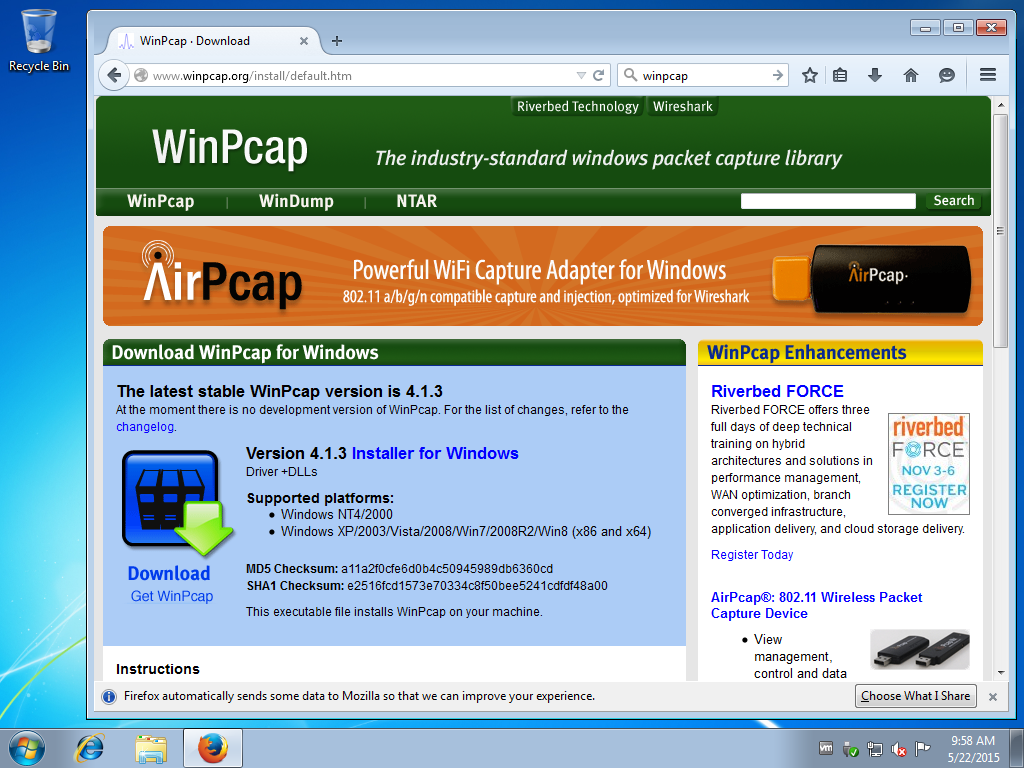 Recycle Bin
WinPcap · Download
www.winpcap.org/install/default.htm
winpcap
Riverbed Technology
Wireshark
WinPcap
The industry-standard windows packet capture library
WinPcap | WinDump | NTAR
Search
AirPcap
Powerful WiFi Capture Adapter for Windows
802.11 a/b/g/n compatible capture and injection, optimized for Wireshark
AirPcap
Download WinPcap for Windows
The latest stable WinPcap version is 4.1.3
At the moment there is no development version of WinPcap. For the list of changes, refer to the
changelog.
Version 4.1.3 Installer for Windows
Driver +DLLs
Supported platforms:
• Windows NT4/2000
• Windows XP/2003/Vista/2008/Win7/2008R2/Win8 (x86 and x64)
Download
Get WinPcap
MD5 Checksum: a11a2f0cfe6d0b4c50945989db6360cd
SHA1 Checksum: e2516fcd1573e70334c8f50bee5241cdfdf48a00
This executable file installs WinPcap on your machine.
Instructions
WinPcap Enhancements
Riverbed FORCE
Riverbed FORCE offers three
full days of deep technical
training on hybrid
architectures and solutions in
performance management,
WAN optimization, branch
converged infrastructure,
application delivery, and cloud storage delivery.
riverbed
FORCE
NOV 3-6
REGISTER
NOW
Register Today
AirPcap®: 802.11 Wireless Packet
Capture Device
• View
management,
control and data
Firefox automatically sends some data to Mozilla so that we can improve your experience.
Choose What I Share
vm
9:58 AM
5/22/2015